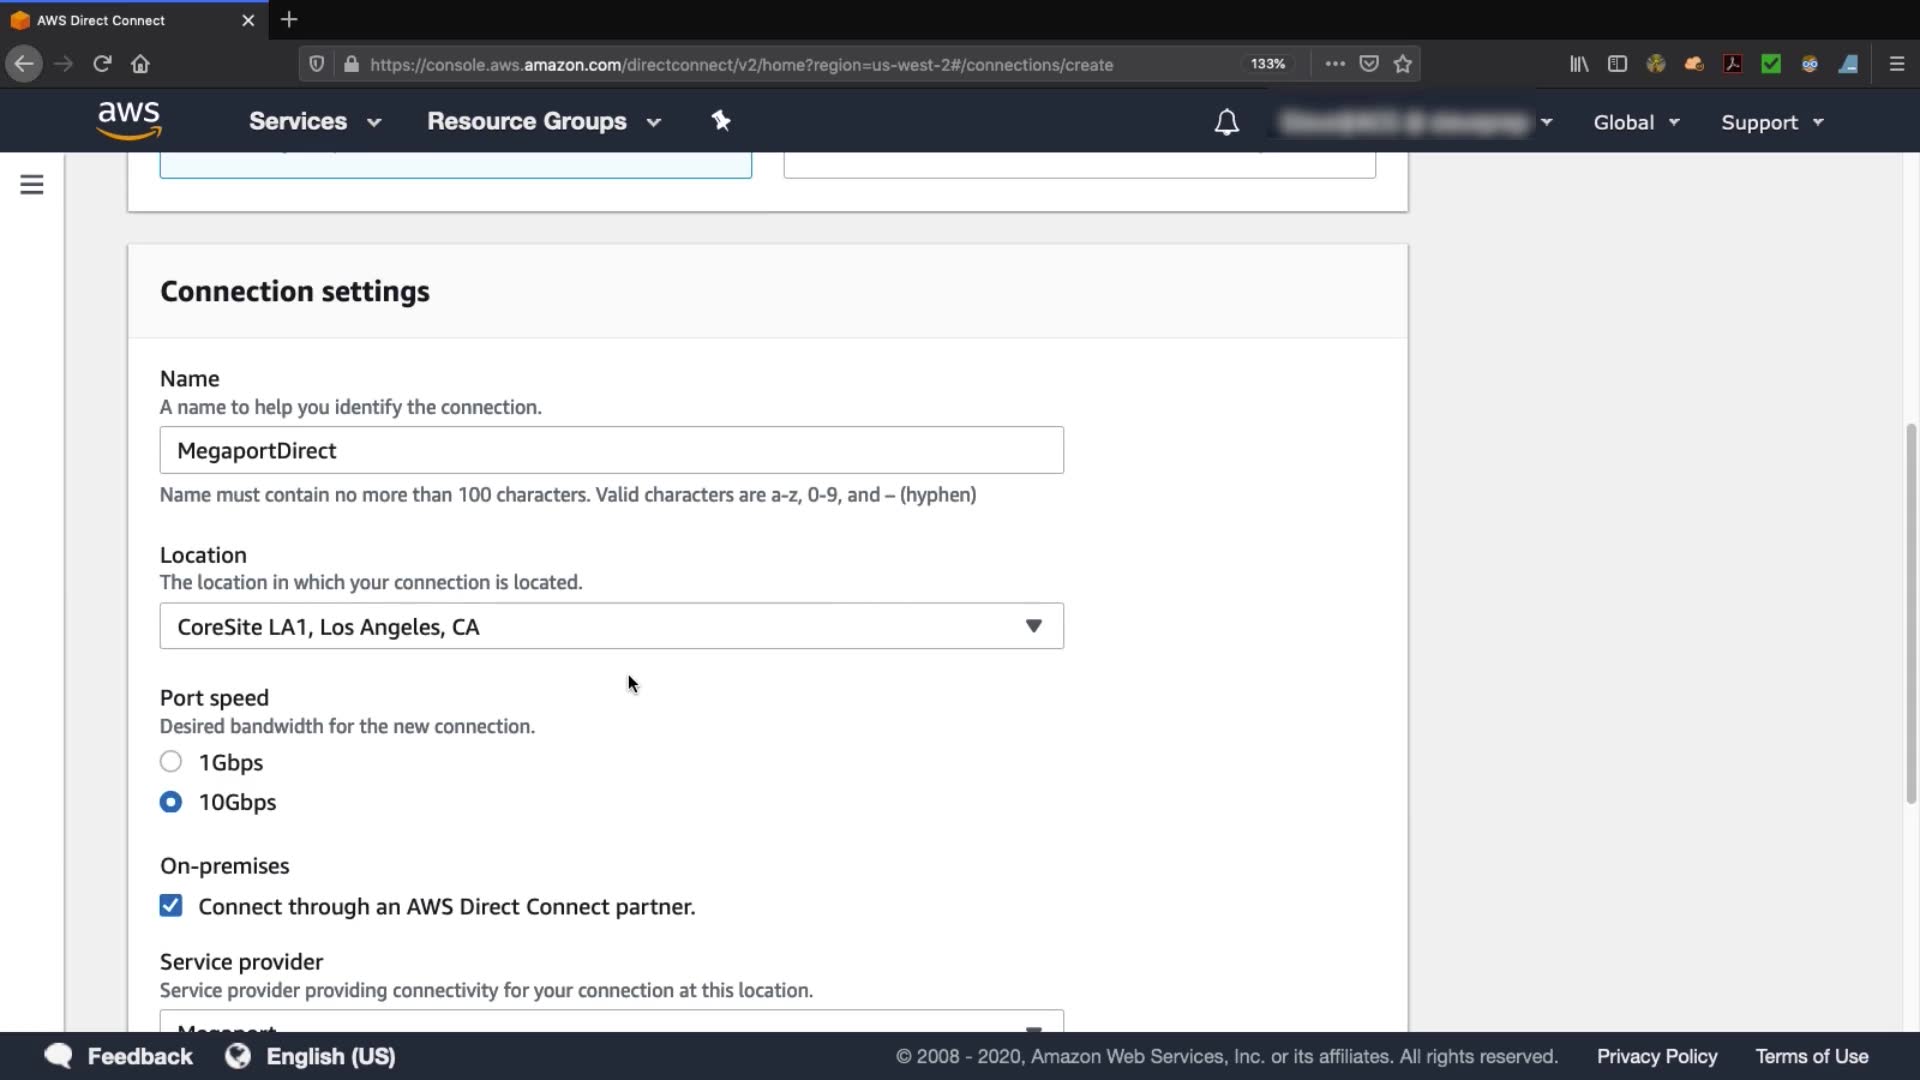 AWS Direct Connect
https://console.aws.amazon.com/directconnect/v2/home?region=us-west-2#/connections/create
133%
aws
Services
Resource Groups
Global
Support
Connection settings
Name
A name to help you identify the connection.
MegaportDirect
Name must contain no more than 100 characters. Valid characters are a-z, 0-9, and – (hyphen)
Location
The location in which your connection is located.
CoreSite LA1, Los Angeles, CA
Port speed
Desired bandwidth for the new connection.
1Gbps
10Gbps
On-premises
Connect through an AWS Direct Connect partner.
Service provider
Service provider providing connectivity for your connection at this location.
Megaport
Feedback
English (US)
© 2008 - 2020, Amazon Web Services, Inc. or its affiliates. All rights reserved.
Privacy Policy
Terms of Use